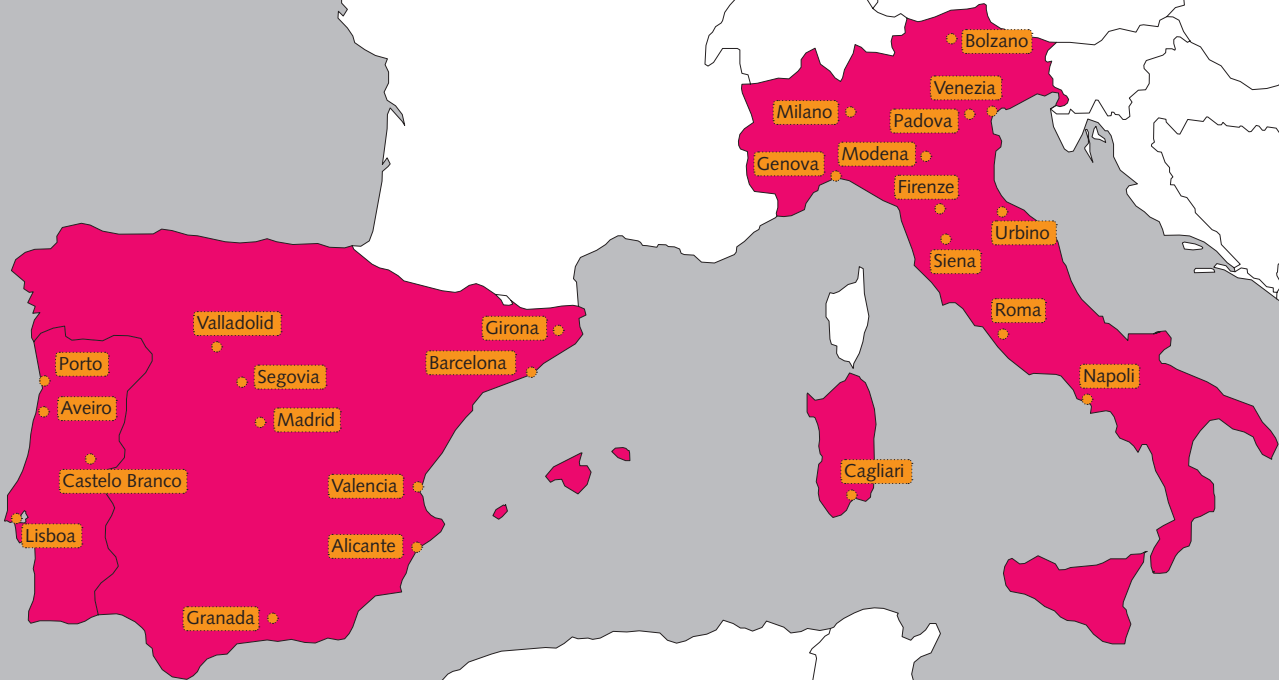 Bolzano
Venezia
Milano
Padova
Modena
Genova
Firenze
Urbino
Siena
Roma
Valladolid
Girona
Porto
Barcelona
Segovia
Napoli
Aveiro
Madrid
Cagliari
Castelo Branco
Valencia
Lisboa
Alicante
Granada